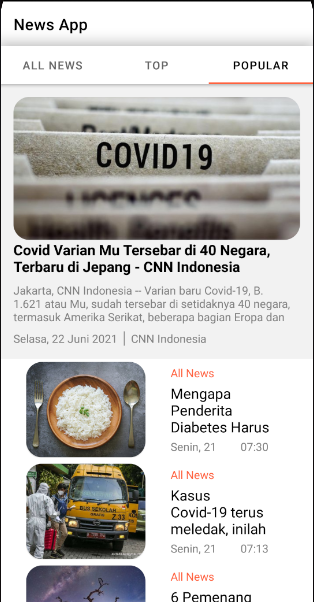 News App
ALL NEWS TOP POPULAR
COVID19
Covid Varian Mu Tersebar di 40 Negara,
Terbaru di Jepang - CNN Indonesia
Jakarta, CNN Indonesia -- Varian baru Covid-19, B.
1.621 atau Mu, sudah tersebar di setidaknya 40 negara,
termasuk Amerika Serikat, beberapa bagian Eropa dan
Selasa, 22 Juni 2021 | CNN Indonesia
All News
Mengapa
Penderita
Diabetes Harus
Senin, 21 07:30
BUS SEKOLAH
All News
Kasus
Covid-19 terus
meledak, inilah
Senin, 21 07:13
All News
6 Pemenang